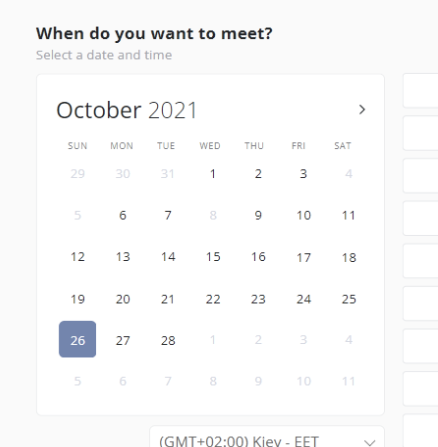 When do you want to meet?
Select a date and time
October 2021 >
SUN MON TUE WED THU FRI SAT
29 30 31 1 2 3 4
5 6 7 8 9 10 11
12 13 14 15 16 17 18
19 20 21 22 23 24 25
26 27 28 1 2 3 4
5 6 7 8 9 10 11
(GMT+02:00) Kiev - EET